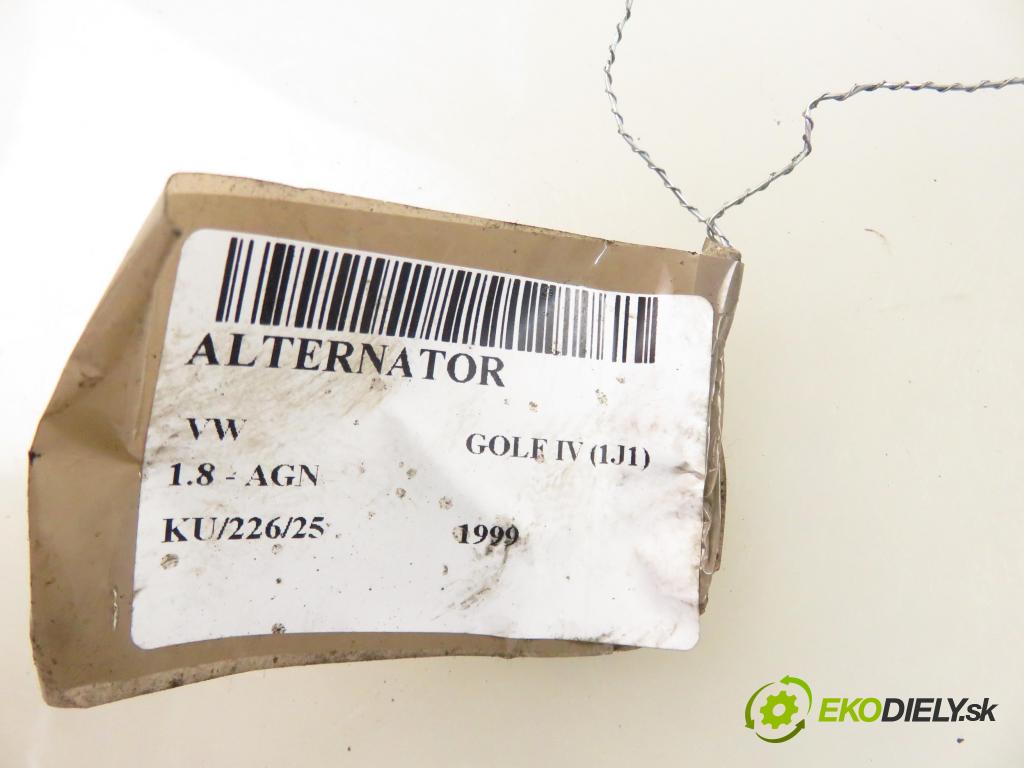 ALTERNATOR
VW GOLF IV (1J1)
1.8 - AGN
KU/226/25 1999
EKODIELY.sk